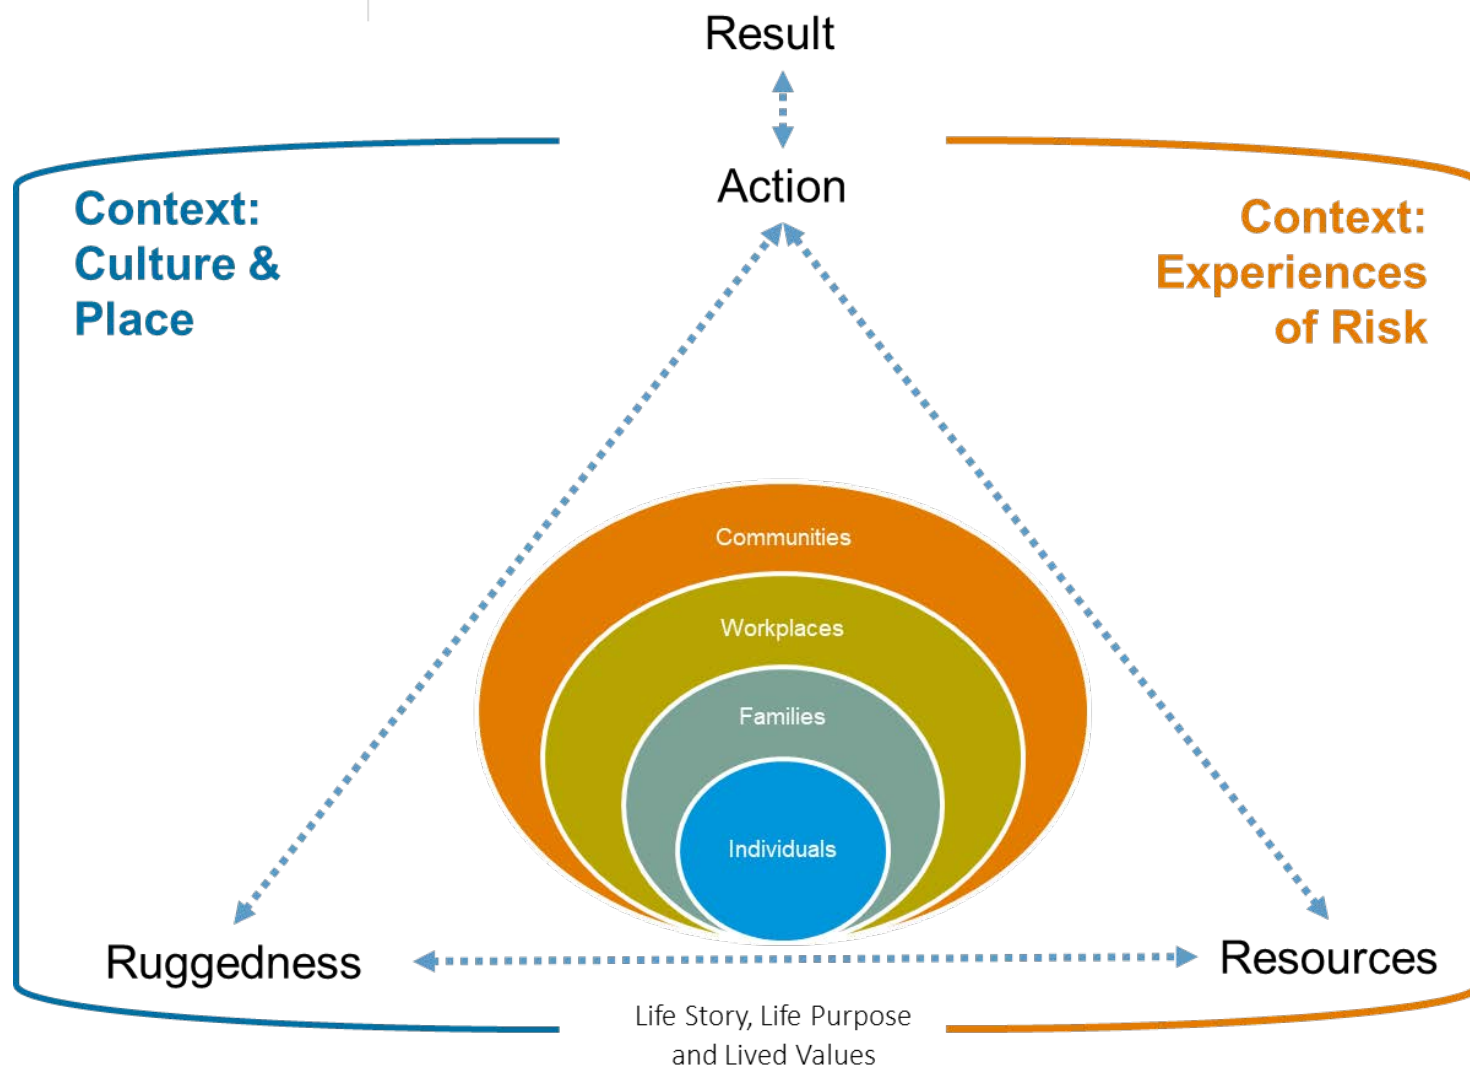 Result
Action
Context:
Culture &
Place
Context:
Experiences
of Risk
Communities
Workplaces
Families
Individuals
Ruggedness
Resources
Life Story, Life Purpose
and Lived Values